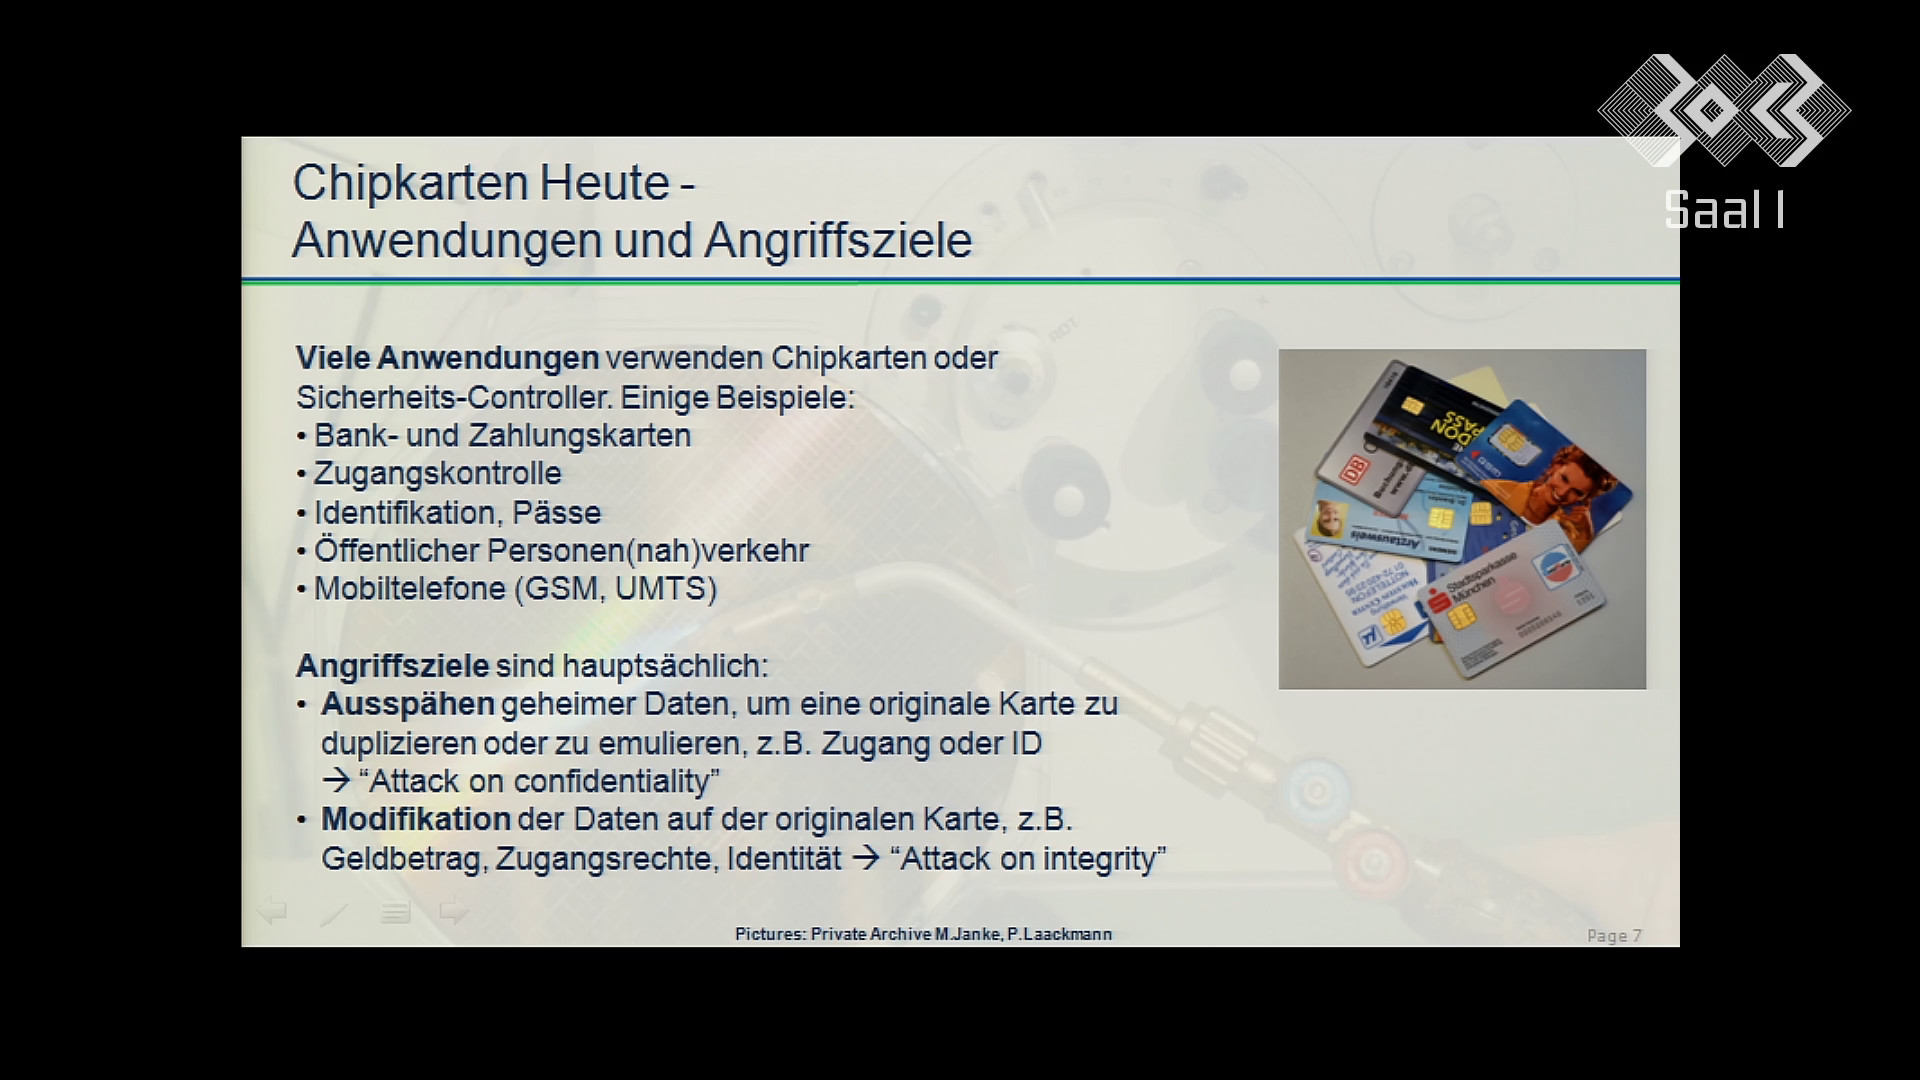 30C3
Saal 1
Chipkarten Heute -
Anwendungen und Angriffsziele
Viele Anwendungen verwenden Chipkarten oder
Sicherheits-Controller. Einige Beispiele:
• Bank- und Zahlungskarten
• Zugangskontrolle
• Identifikation, Pässe
• Öffentlicher Personen(nah)verkehr
• Mobiltelefone (GSM, UMTS)
Angriffsziele sind hauptsächlich:
• Ausspähen geheimer Daten, um eine originale Karte zu
duplizieren oder zu emulieren, z.B. Zugang oder ID
→ “Attack on confidentiality”
• Modifikation der Daten auf der originalen Karte, z.B.
Geldbetrag, Zugangsrechte, Identität → “Attack on integrity”
DB
PASS
Arztausweis
Stadtsparkasse
München
Pictures: Private Archive M.Janke, P.Laackmann
Page 7